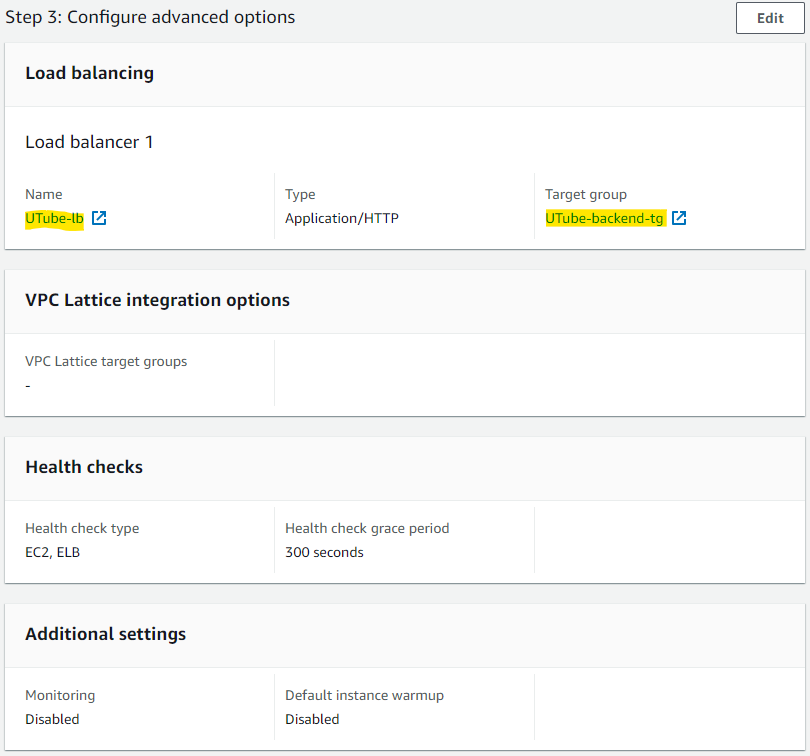 Step 3: Configure advanced options
Edit
Load balancing
Load balancer 1
Name
Type
Target group
UTube-lb
Application/HTTP
UTube-backend-tg
VPC Lattice integration options
VPC Lattice target groups
-
Health checks
Health check type
Health check grace period
EC2, ELB
300 seconds
Additional settings
Monitoring
Default instance warmup
Disabled
Disabled